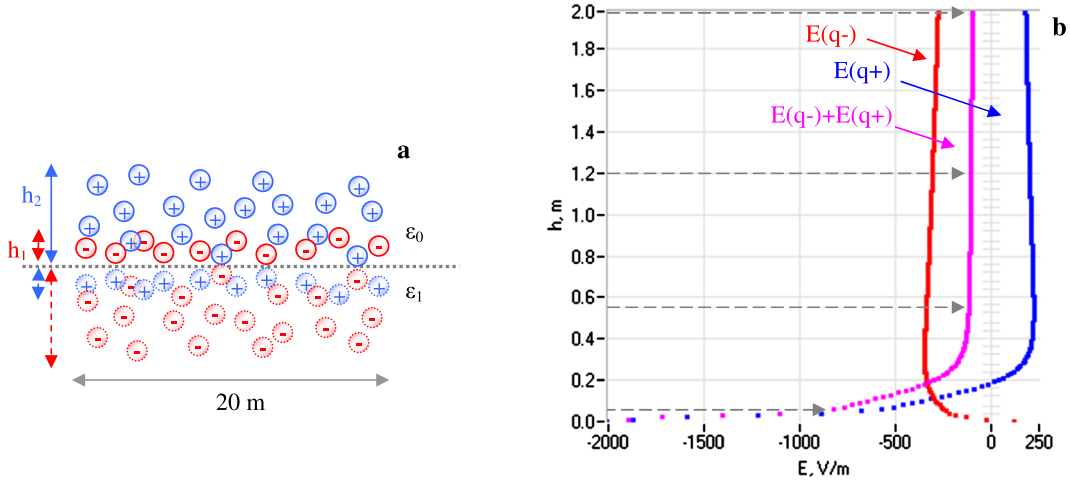 a
h₂
h₁
ε₀
ε₁
20 m
b
2.0
1.8
1.6
1.4
1.2
1.0
0.8
0.6
0.4
0.2
0.0
h, m
E(q-)
E(q+)
E(q-)+E(q+)
-2000 -1500 -1000 -500 0 250
E, V/m